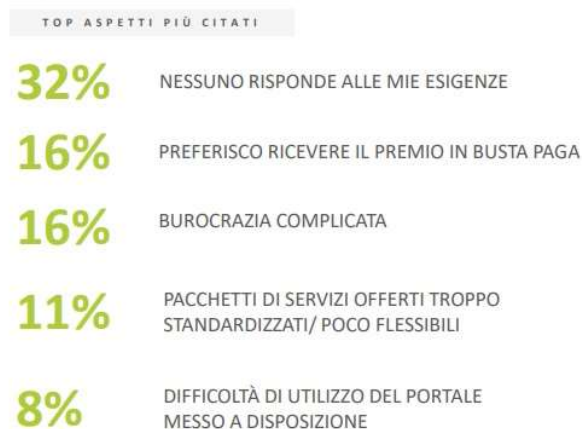 TOP ASPETTI PIÙ CITATI
32% NESSUNO RISPONDE ALLE MIE ESIGENZE
16% PREFERISCO RICEVERE IL PREMIO IN BUSTA PAGA
16% BUROCRAZIA COMPLICATA
11% PACCHETTI DI SERVIZI OFFERTI TROPPO
STANDARDIZZATI/ POCO FLESSIBILI
8% DIFFICOLTÀ DI UTILIZZO DEL PORTALE
MESSO A DISPOSIZIONE